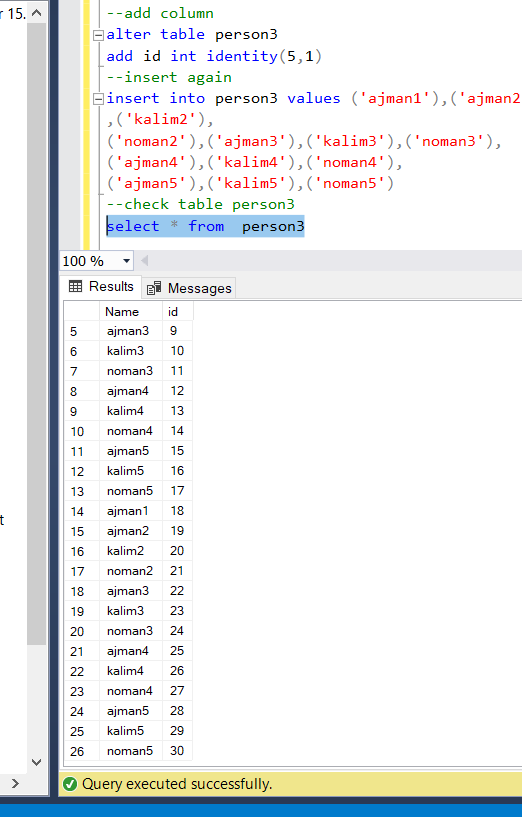 r 15.
--add column
alter table person3
add id int identity(5,1)
--insert again
insert into person3 values ('ajman1'),('ajman2
,('kalim2'),
('noman2'),('ajman3'),('kalim3'),('noman3'),
('ajman4'),('kalim4'),('noman4'),
('ajman5'),('kalim5'),('noman5')
--check table person3
select * from person3
100 %
Results Messages
Name id
5 ajman3 9
6 kalim3 10
7 noman3 11
8 ajman4 12
9 kalim4 13
10 noman4 14
11 ajman5 15
12 kalim5 16
13 noman5 17
14 ajman1 18
15 ajman2 19
16 kalim2 20
17 noman2 21
18 ajman3 22
19 kalim3 23
20 noman3 24
21 ajman4 25
22 kalim4 26
23 noman4 27
24 ajman5 28
25 kalim5 29
26 noman5 30
t
Query executed successfully.